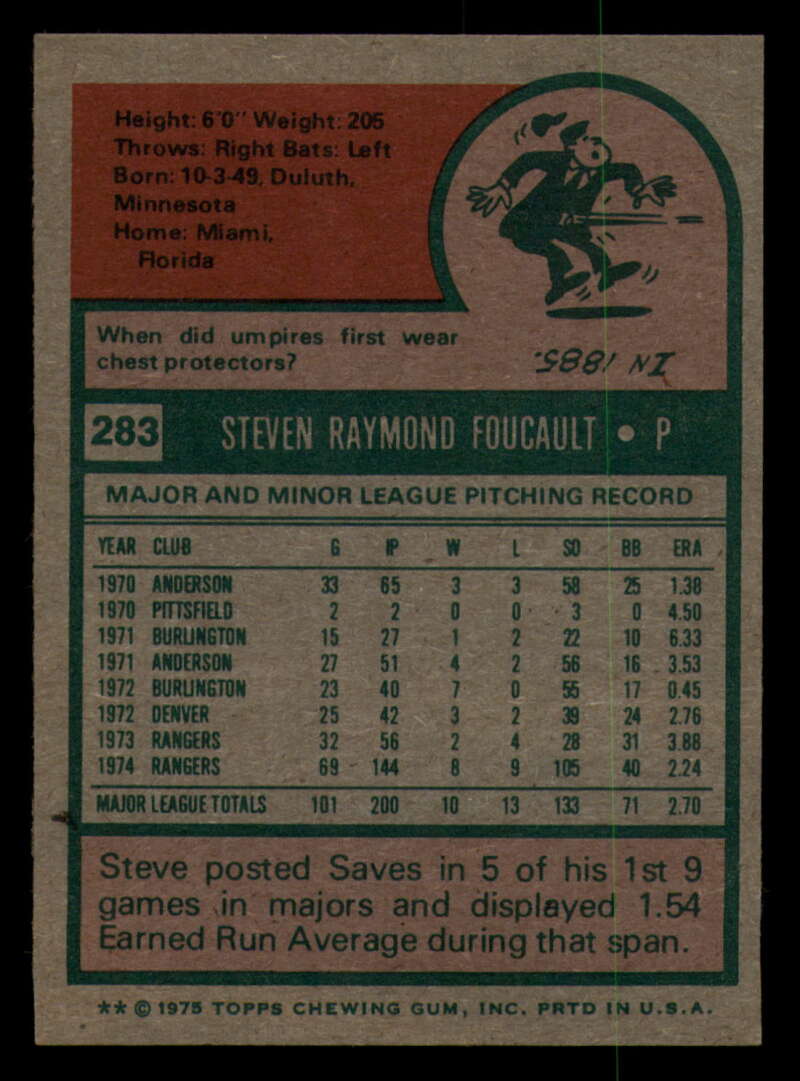 Height: 6'0" Weight: 205
Throws: Right Bats: Left
Born: 10-3-49, Duluth,
Minnesota
Home: Miami,
Florida
When did umpires first wear
chest protectors?
IN 1885.
283 STEVEN RAYMOND FOUCAULT • P
MAJOR AND MINOR LEAGUE PITCHING RECORD
YEAR CLUB G IP W L SO BB ERA
1970 ANDERSON 33 65 3 3 58 25 1.38
1970 PITTSFIELD 2 2 0 0 3 0 4.50
1971 BURLINGTON 15 27 1 2 22 10 6.33
1971 ANDERSON 27 51 4 2 56 16 3.53
1972 BURLINGTON 23 40 7 0 55 17 0.45
1972 DENVER 25 42 3 2 39 24 2.76
1973 RANGERS 32 56 2 4 28 31 3.88
1974 RANGERS 69 144 8 9 105 40 2.24
MAJOR LEAGUE TOTALS 101 200 10 13 133 71 2.70
Steve posted Saves in 5 of his 1st 9
games in majors and displayed 1.54
Earned Run Average during that span.
** © 1975 TOPPS CHEWING GUM, INC. PRTD IN U.S.A.